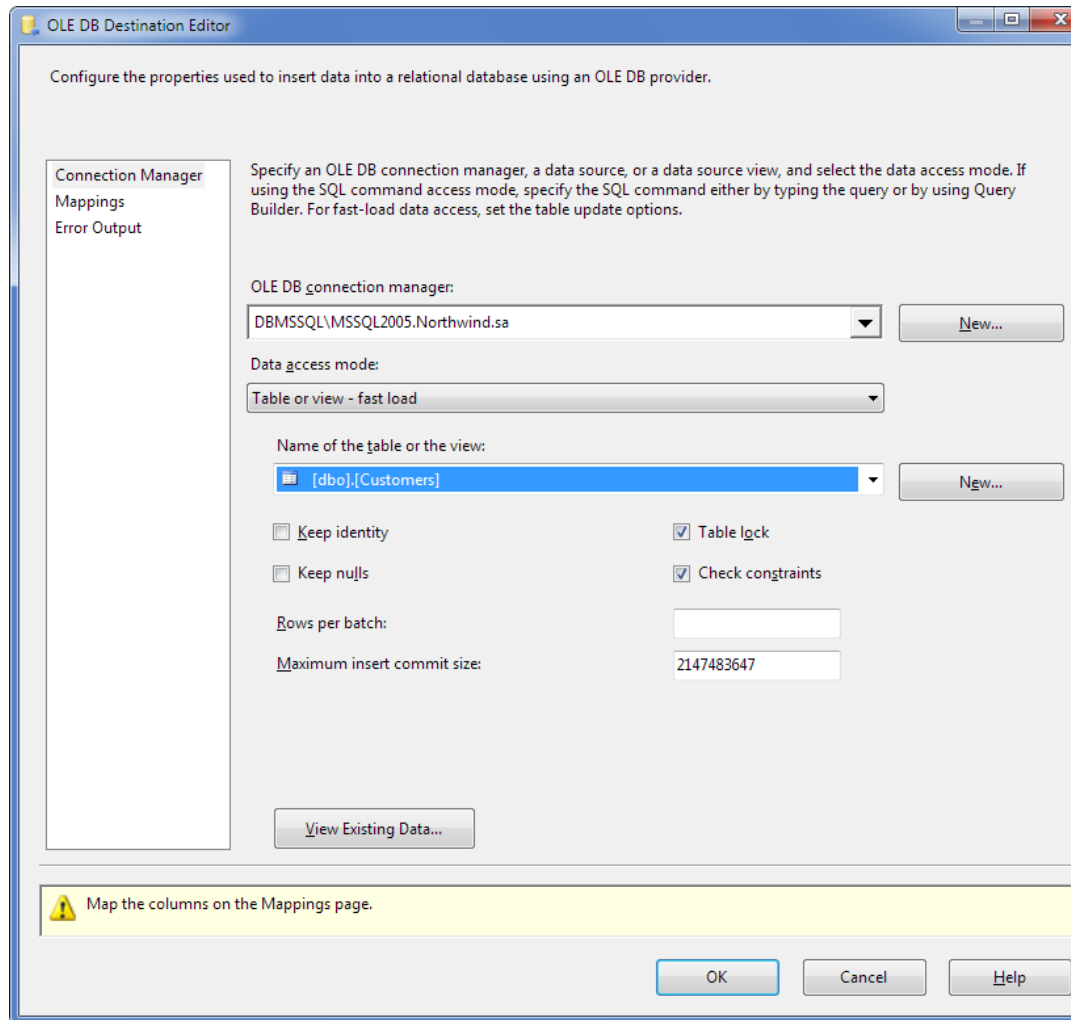 OLE DB Destination Editor
Configure the properties used to insert data into a relational database using an OLE DB provider.
Connection Manager
Mappings
Error Output
Specify an OLE DB connection manager, a data source, or a data source view, and select the data access mode. If
using the SQL command access mode, specify the SQL command either by typing the query or by using Query
Builder. For fast-load data access, set the table update options.
OLE DB connection manager:
DBMSSQL\MSSQL2005.Northwind.sa
New...
Data access mode:
Table or view - fast load
Name of the table or the view:
[dbo].[Customers]
New...
Keep identity
Table lock
Keep nulls
Check constraints
Rows per batch:
Maximum insert commit size:
2147483647
View Existing Data...
Map the columns on the Mappings page.
OK
Cancel
Help